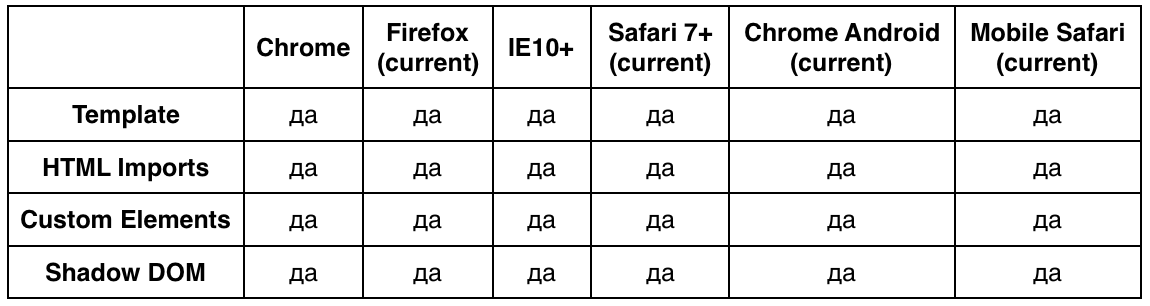 Chrome Firefox (current) IE10+ Safari 7+ (current) Chrome Android (current) Mobile Safari (current)
Template да да да да да да
HTML Imports да да да да да да
Custom Elements да да да да да да
Shadow DOM да да да да да да